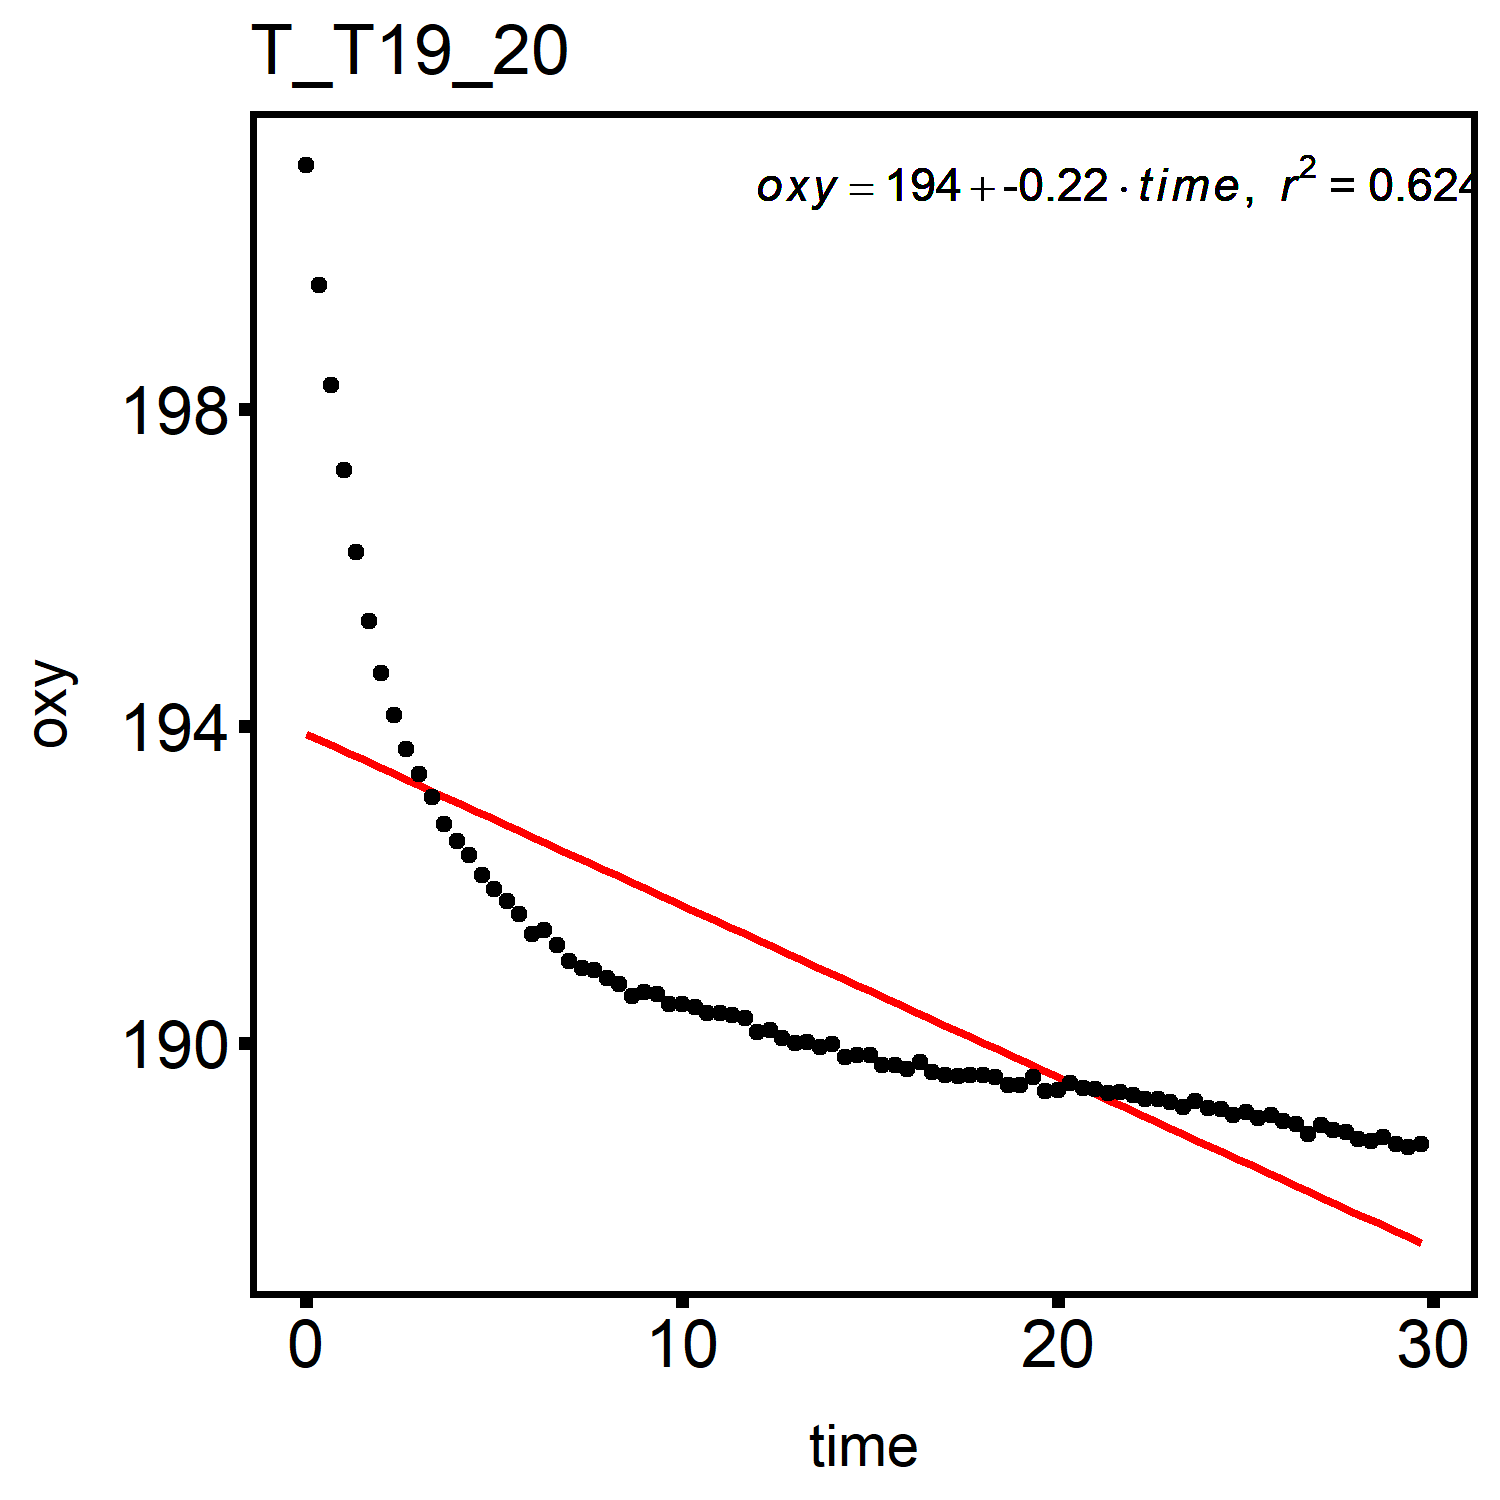 T_T19_20
oxy = 194 + -0.22 · time, r² = 0.624
198
194
190
oxy
0 10 20 30
time